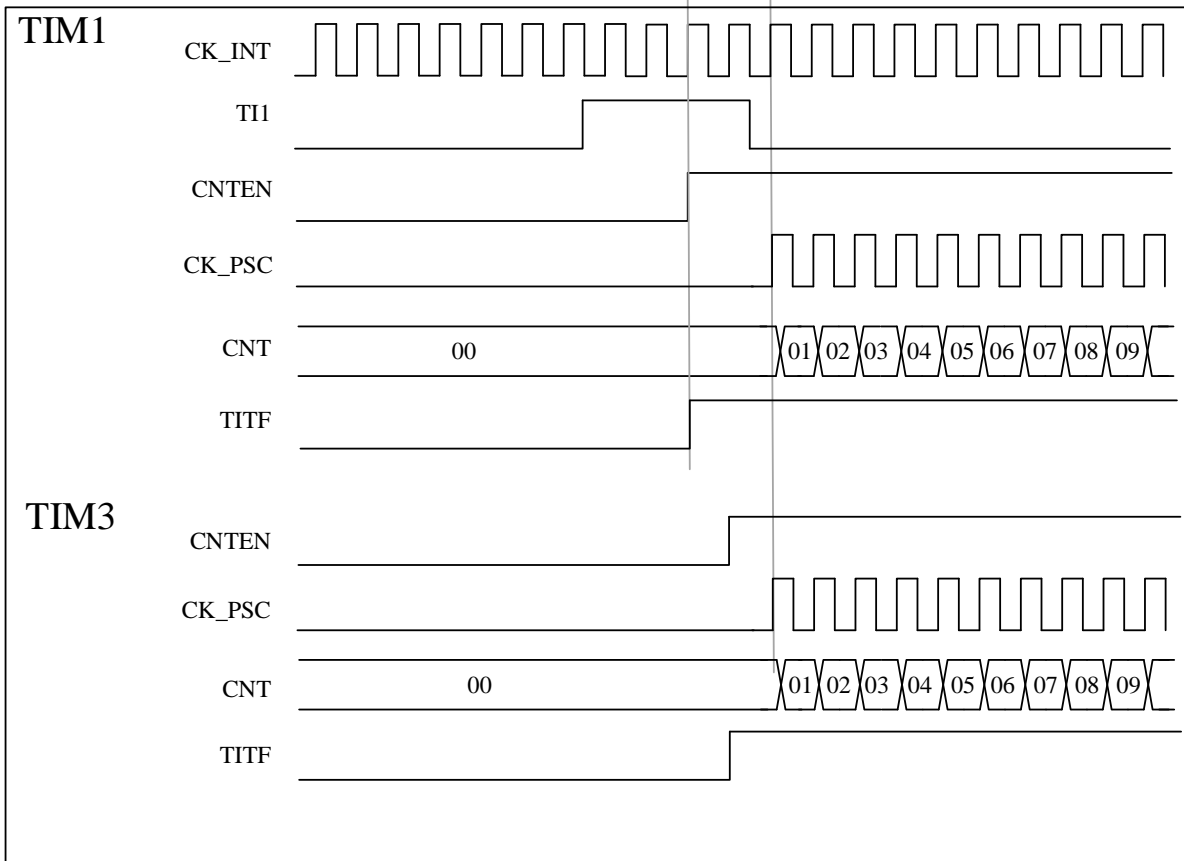 TIM1
CK_INT
TI1
CNTEN
CK_PSC
CNT 00 01 02 03 04 05 06 07 08 09
TITF
TIM3
CNTEN
CK_PSC
CNT 00 01 02 03 04 05 06 07 08 09
TITF